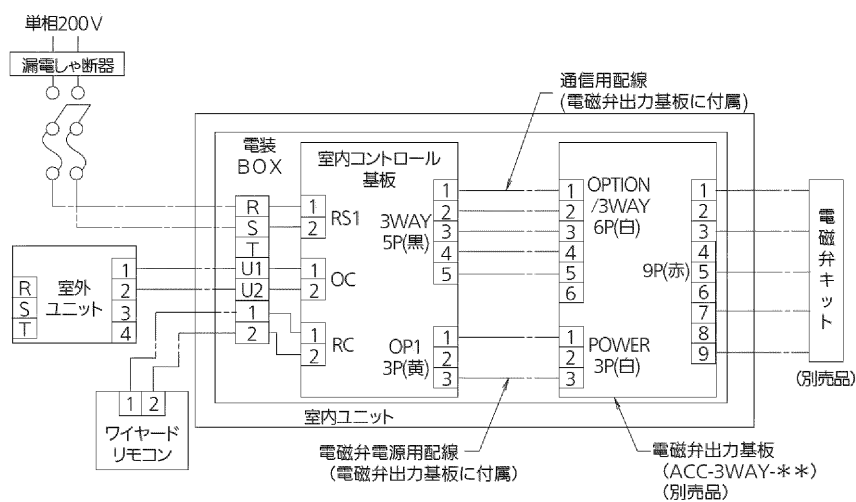 単相200V
漏電しゃ断器
通信用配線
(電磁弁出力基板に付属)
電装
BOX
室内コントロール
基板
R
S
T
U1
U2
1
2
1
2
RS1
1
2
OC
1
2
RC
3WAY
5P(黒)
1
2
3
4
5
OP1
3P(黄)
1
2
3
1
2
3
4
5
6
OPTION
/3WAY
6P(白)
1
2
3
POWER
3P(白)
9P(赤)
1
2
3
4
5
6
7
8
9
電磁弁キット
(別売品)
R
S
T
室外
ユニット
1
2
3
4
1 2
ワイヤード
リモコン
室内ユニット
電磁弁電源用配線
(電磁弁出力基板に付属)
電磁弁出力基板
(ACC-3WAY-**)
(別売品)